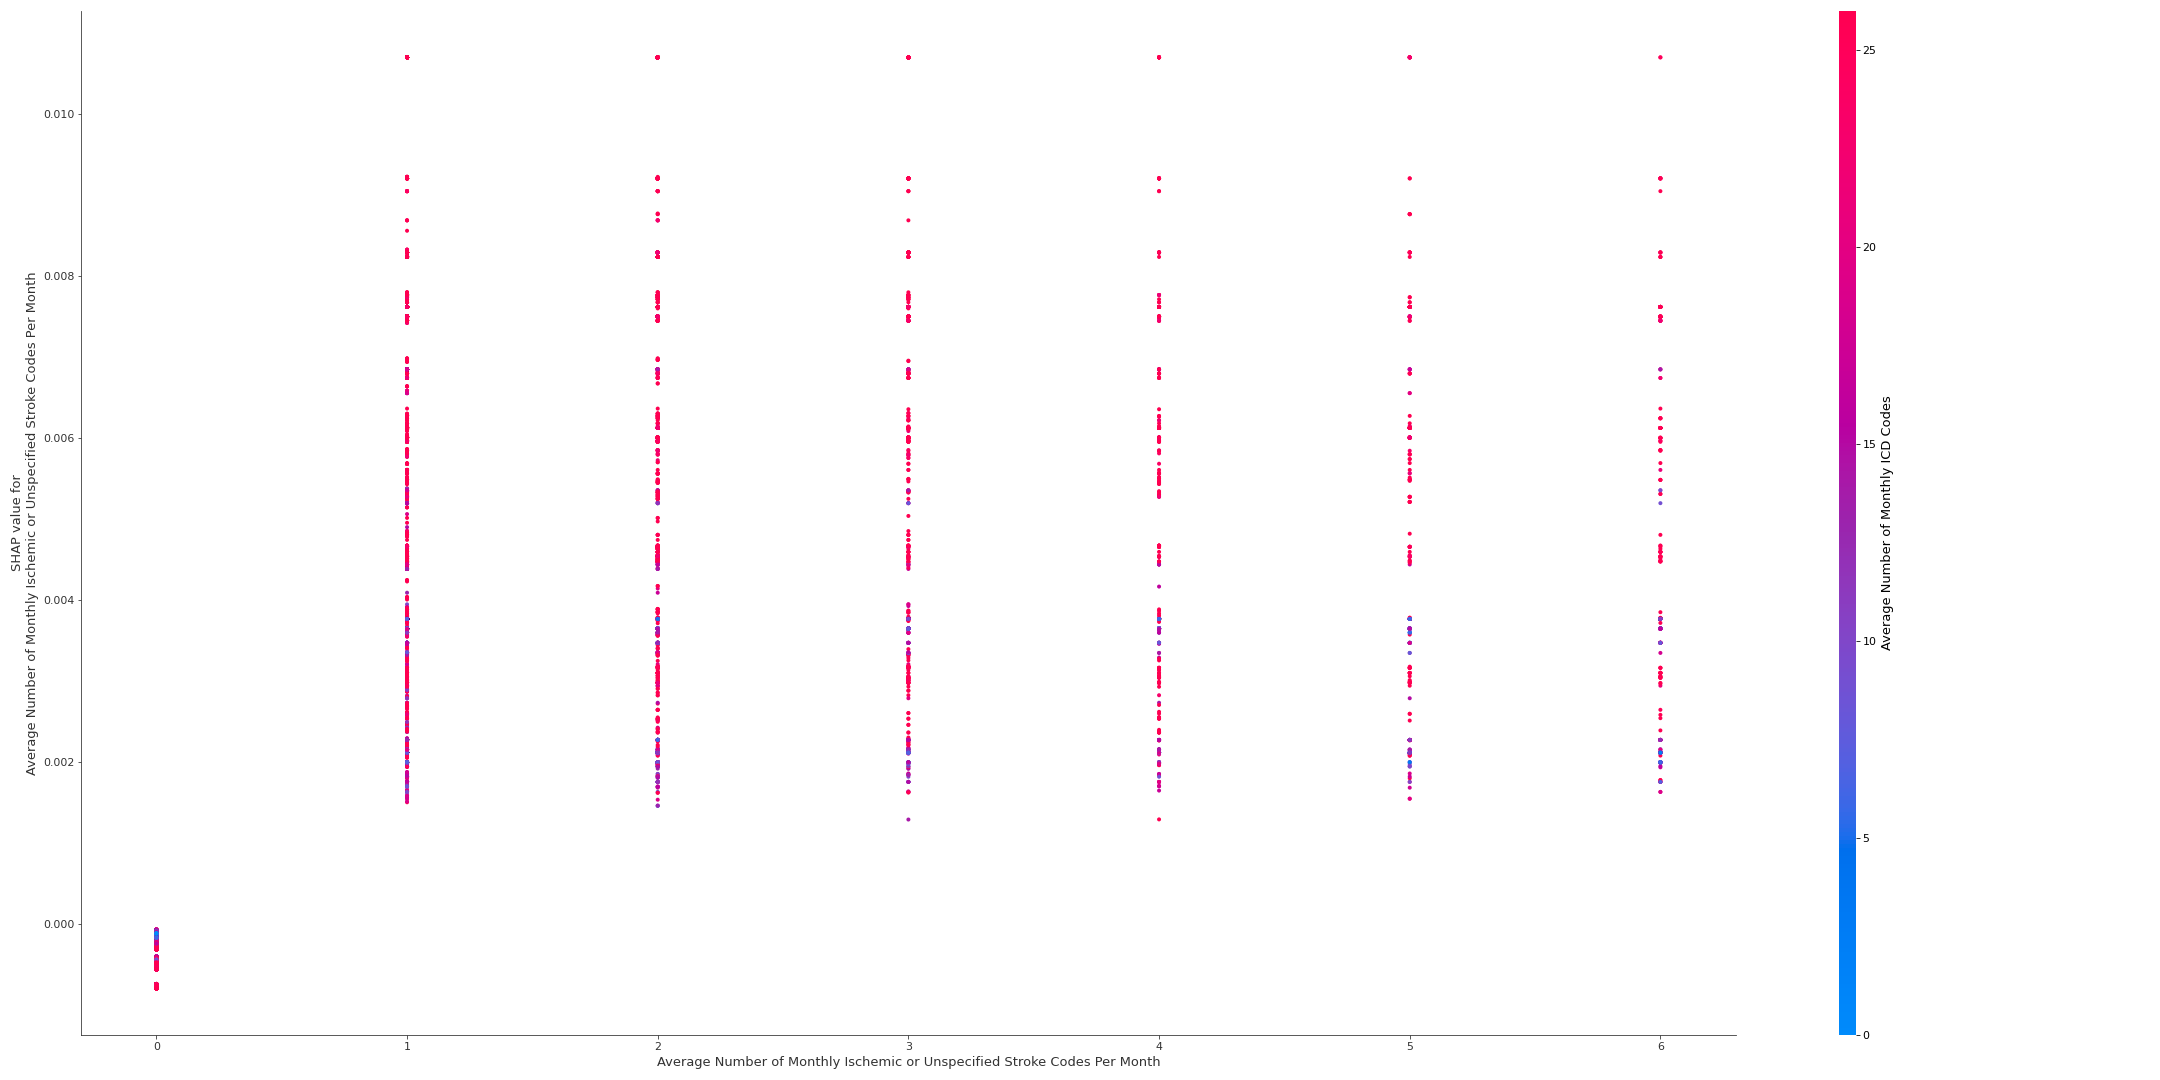 SHAP value for
Average Number of Monthly Ischemic or Unspecified Stroke Codes Per Month
0.010
0.008
0.006
0.004
0.002
0.000
0 1 2 3 4 5 6
Average Number of Monthly Ischemic or Unspecified Stroke Codes Per Month
25
20
15
10
5
0
Average Number of Monthly ICD Codes